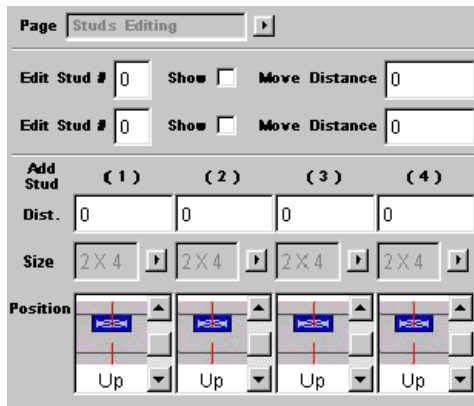 Page Studs Editing
Edit Stud # 0 Show Move Distance 0
Edit Stud # 0 Show Move Distance 0
Add Stud (1) (2) (3) (4)
Dist. 0 0 0 0
Size 2X4 2X4 2X4 2X4
Position
Up Up Up Up